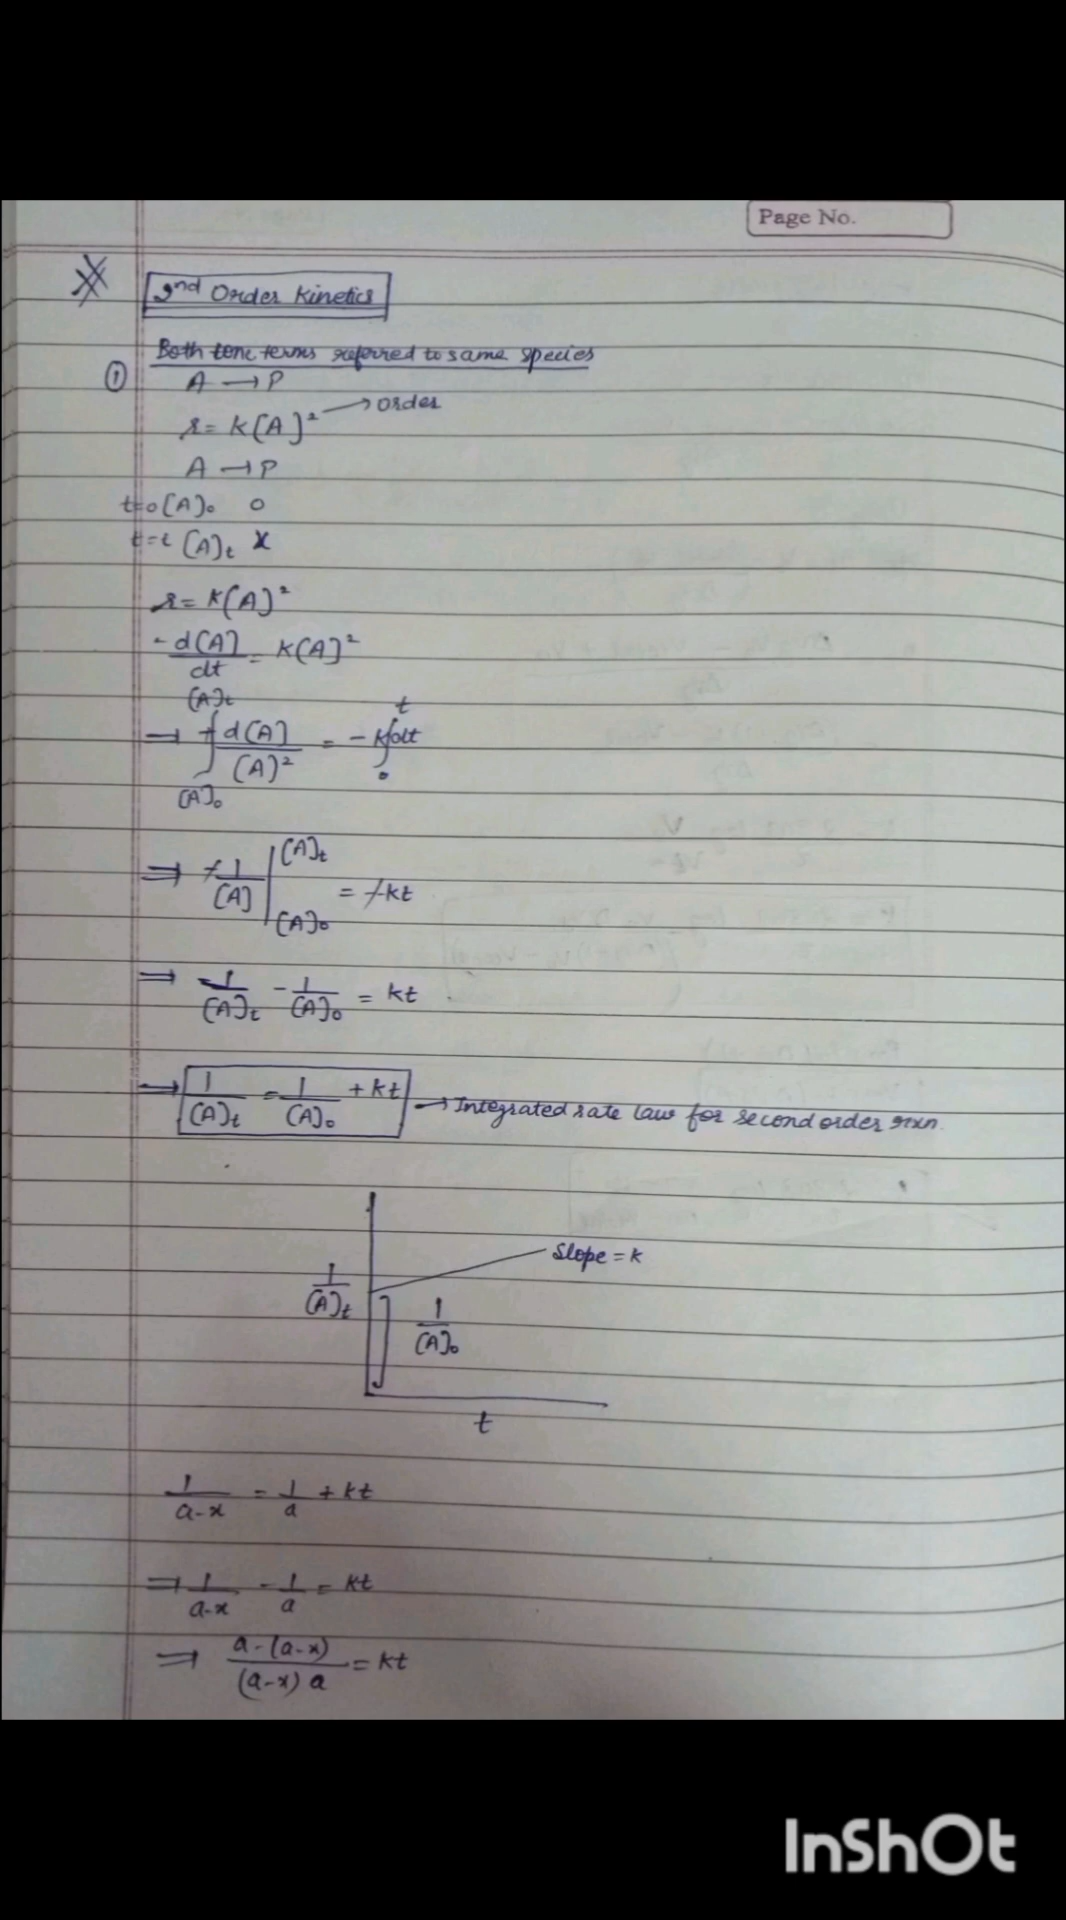 Page No.
2nd Order Kinetics
Both conc terms referred to same species
① A → P
r = k[A]² → order
A → P
t=0 [A]₀ 0
t=t [A]t x
r = k[A]²
-d[A]/dt = k[A]²
→ ∫ d[A]/[A]² = -k∫dt
[A]t t
[A]₀ 0
⇒ -1/[A] | [A]t [A]₀ = -kt
⇒ 1/[A]t - 1/[A]₀ = kt
⇒ 1/[A]t = 1/[A]₀ + kt → Integrated rate law for second order rxn.
Slope = k
1/[A]t
1/[A]₀
t
1/a-x = 1/a + kt
⇒ 1/a-x - 1/a = kt
⇒ a-(a-x)/(a-x) a = kt
InShOt